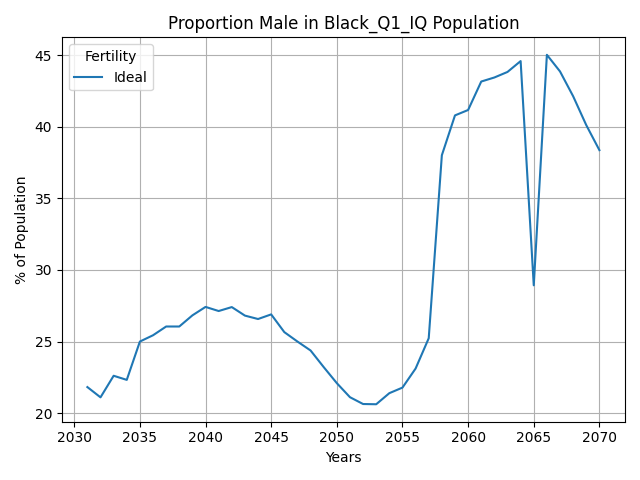 Proportion Male in Black_Q1_IQ Population
Fertility
Ideal
% of Population
45
40
35
30
25
20
2030 2035 2040 2045 2050 2055 2060 2065 2070
Years